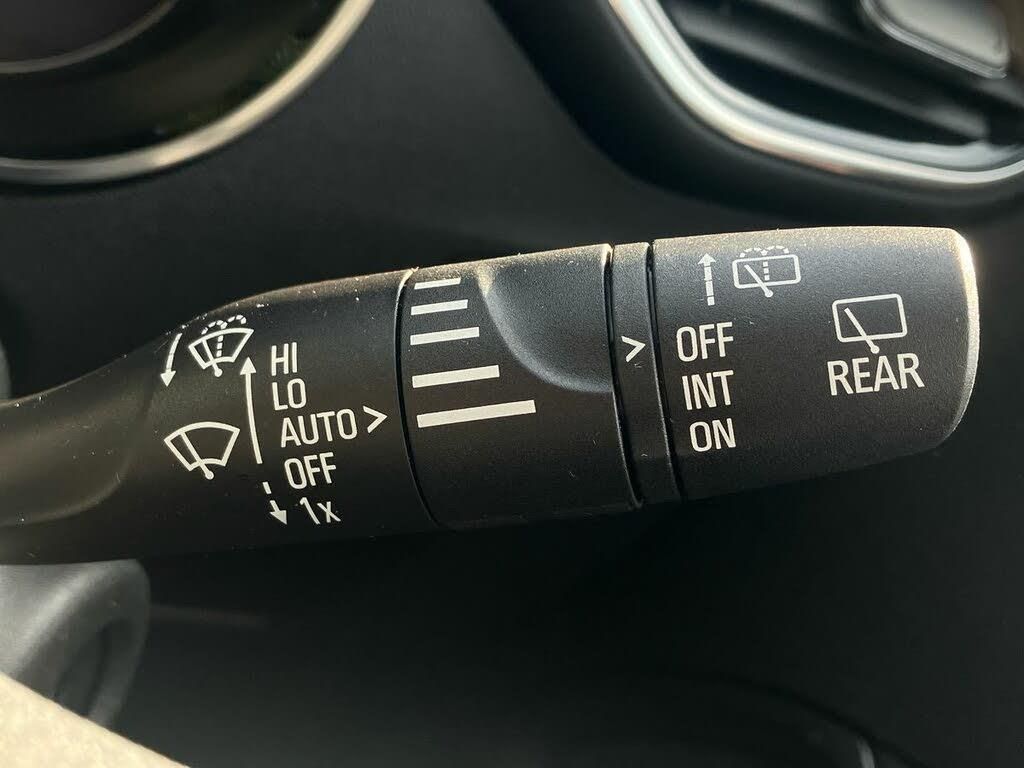 HI
LO
AUTO >
OFF
1x
>
OFF
INT
ON
REAR